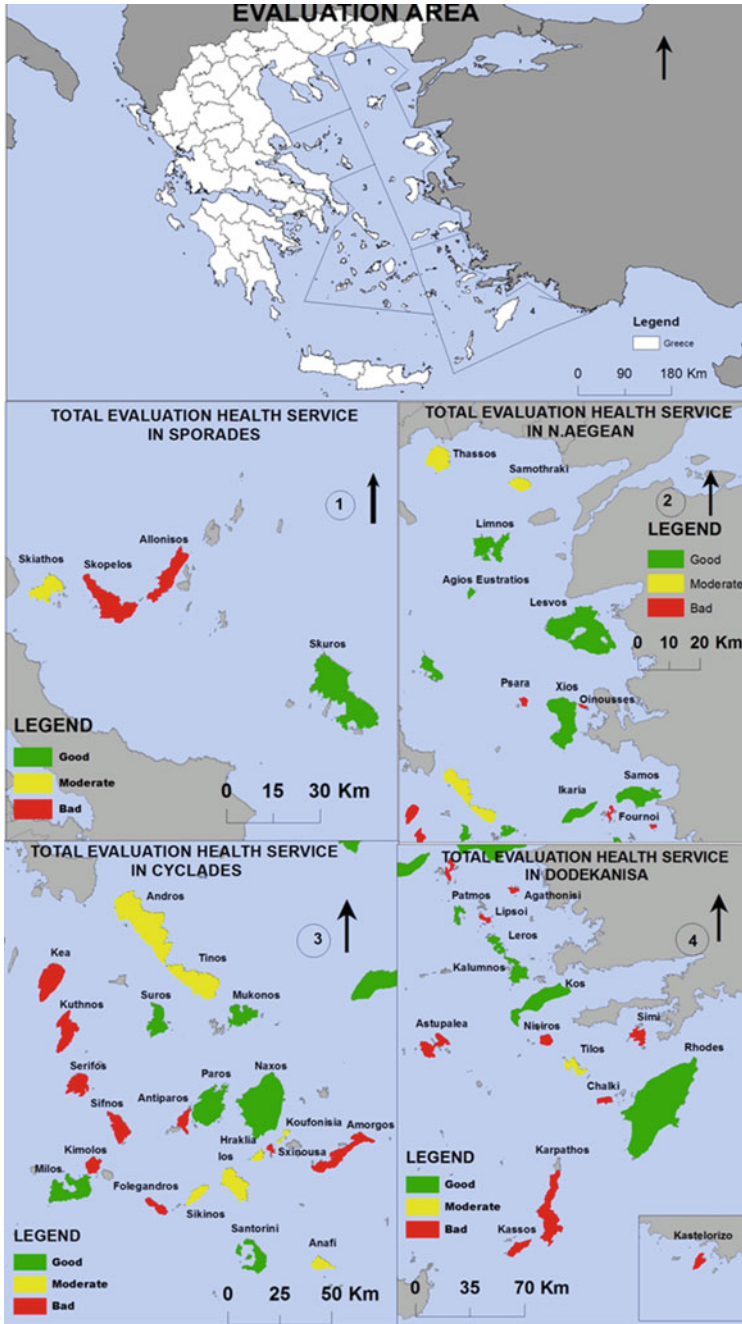 EVALUATION AREA
1
2
3
4
Legend
Greece
0 90 180 Km
TOTAL EVALUATION HEALTH SERVICE
IN SPORADES
1
Allonisos
Skiathos
Skopelos
Skuros
LEGEND
Good
Moderate
Bad
0 15 30 Km
TOTAL EVALUATION HEALTH SERVICE
IN N.AEGEAN
Thassos
Samothraki
2
Limnos
LEGEND
Good
Moderate
Bad
Agios Eustratios
Lesvos
0 10 20 Km
Psara
Xios
Oinousses
Ikaria
Samos
Fournoi
TOTAL EVALUATION HEALTH SERVICE
IN CYCLADES
Andros
3
Kea
Tinos
Suros
Mukonos
Kuthnos
Serifos
Paros
Naxos
Sifnos
Antiparos
Koufonisia
Amorgos
Hraklia
Sxinousa
Kimolos
Ios
Milos
Folegandros
Sikinos
LEGEND
Santorini
Anafi
Good
Moderate
Bad
0 25 50 Km
TOTAL EVALUATION HEALTH SERVICE
IN DODEKANISA
Agathonisi
Patmos
Lipsoi
4
Leros
Kalumnos
Kos
Astupalea
Nisiros
Simi
Tilos
Rhodes
Chalki
LEGEND
Karpathos
Good
Moderate
Bad
Kassos
Kastelorizo
0 35 70 Km